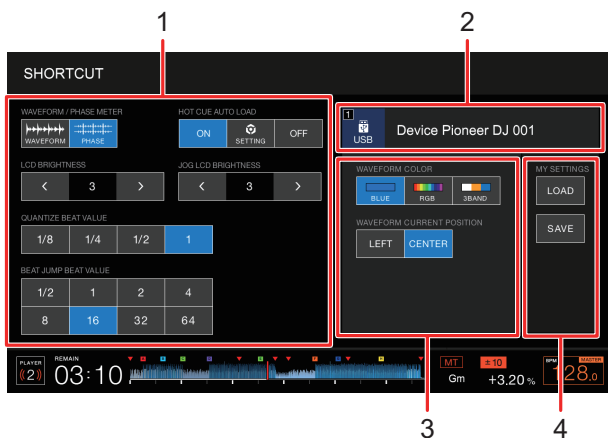 1
2
SHORTCUT
WAVEFORM / PHASE METER
WAVEFORM
PHASE
HOT CUE AUTO LOAD
ON
SETTING
OFF
LCD BRIGHTNESS
<
3
>
JOG LCD BRIGHTNESS
<
3
>
QUANTIZE BEAT VALUE
1/8
1/4
1/2
1
BEAT JUMP BEAT VALUE
1/2
1
2
4
8
16
32
64
1
USB
Device Pioneer DJ 001
WAVEFORM COLOR
BLUE
RGB
3BAND
WAVEFORM CURRENT POSITION
LEFT
CENTER
MY SETTINGS
LOAD
SAVE
PLAYER
2
REMAIN
03:10
MT
Gm
±10
+3.20 %
BPM
MASTER
128.0
3
4